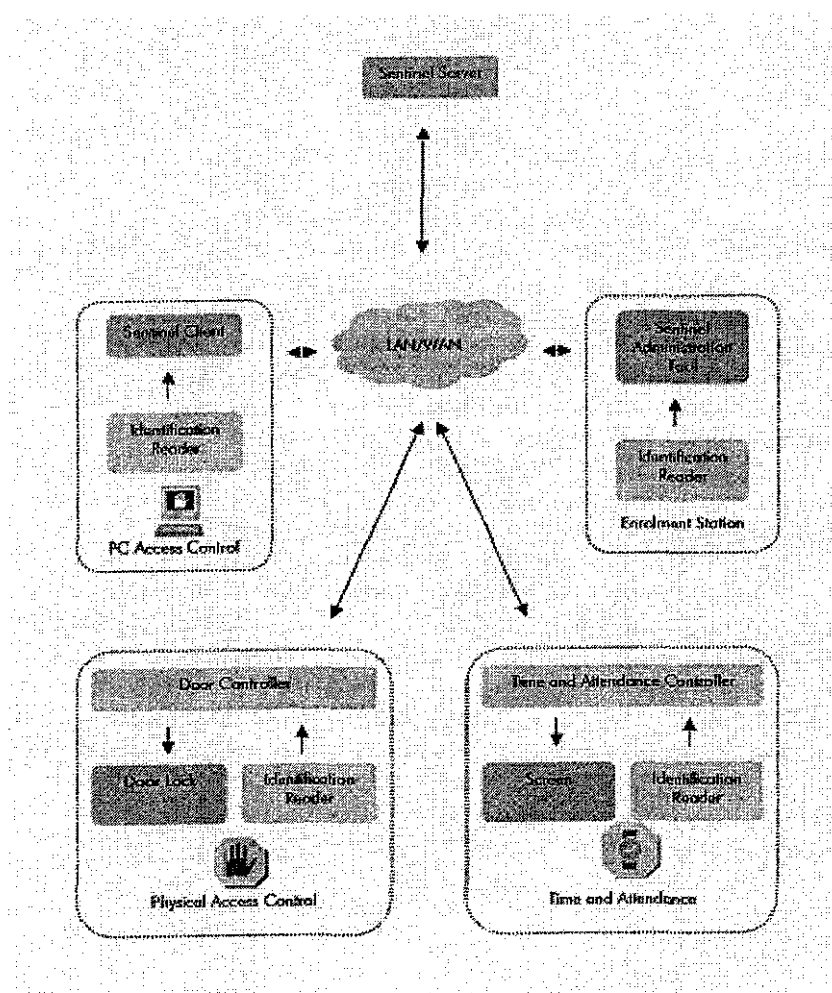 Sentinel Server
LAN/WAN
Sentinel Client
Identification
Reader
PC Access Control
Sentinel
Administration
Tool
Identification
Reader
Enrolment Station
Door Controller
Door Lock
Identification
Reader
Physical Access Control
Time and Attendance Controller
Screen
Identification
Reader
Time and Attendance